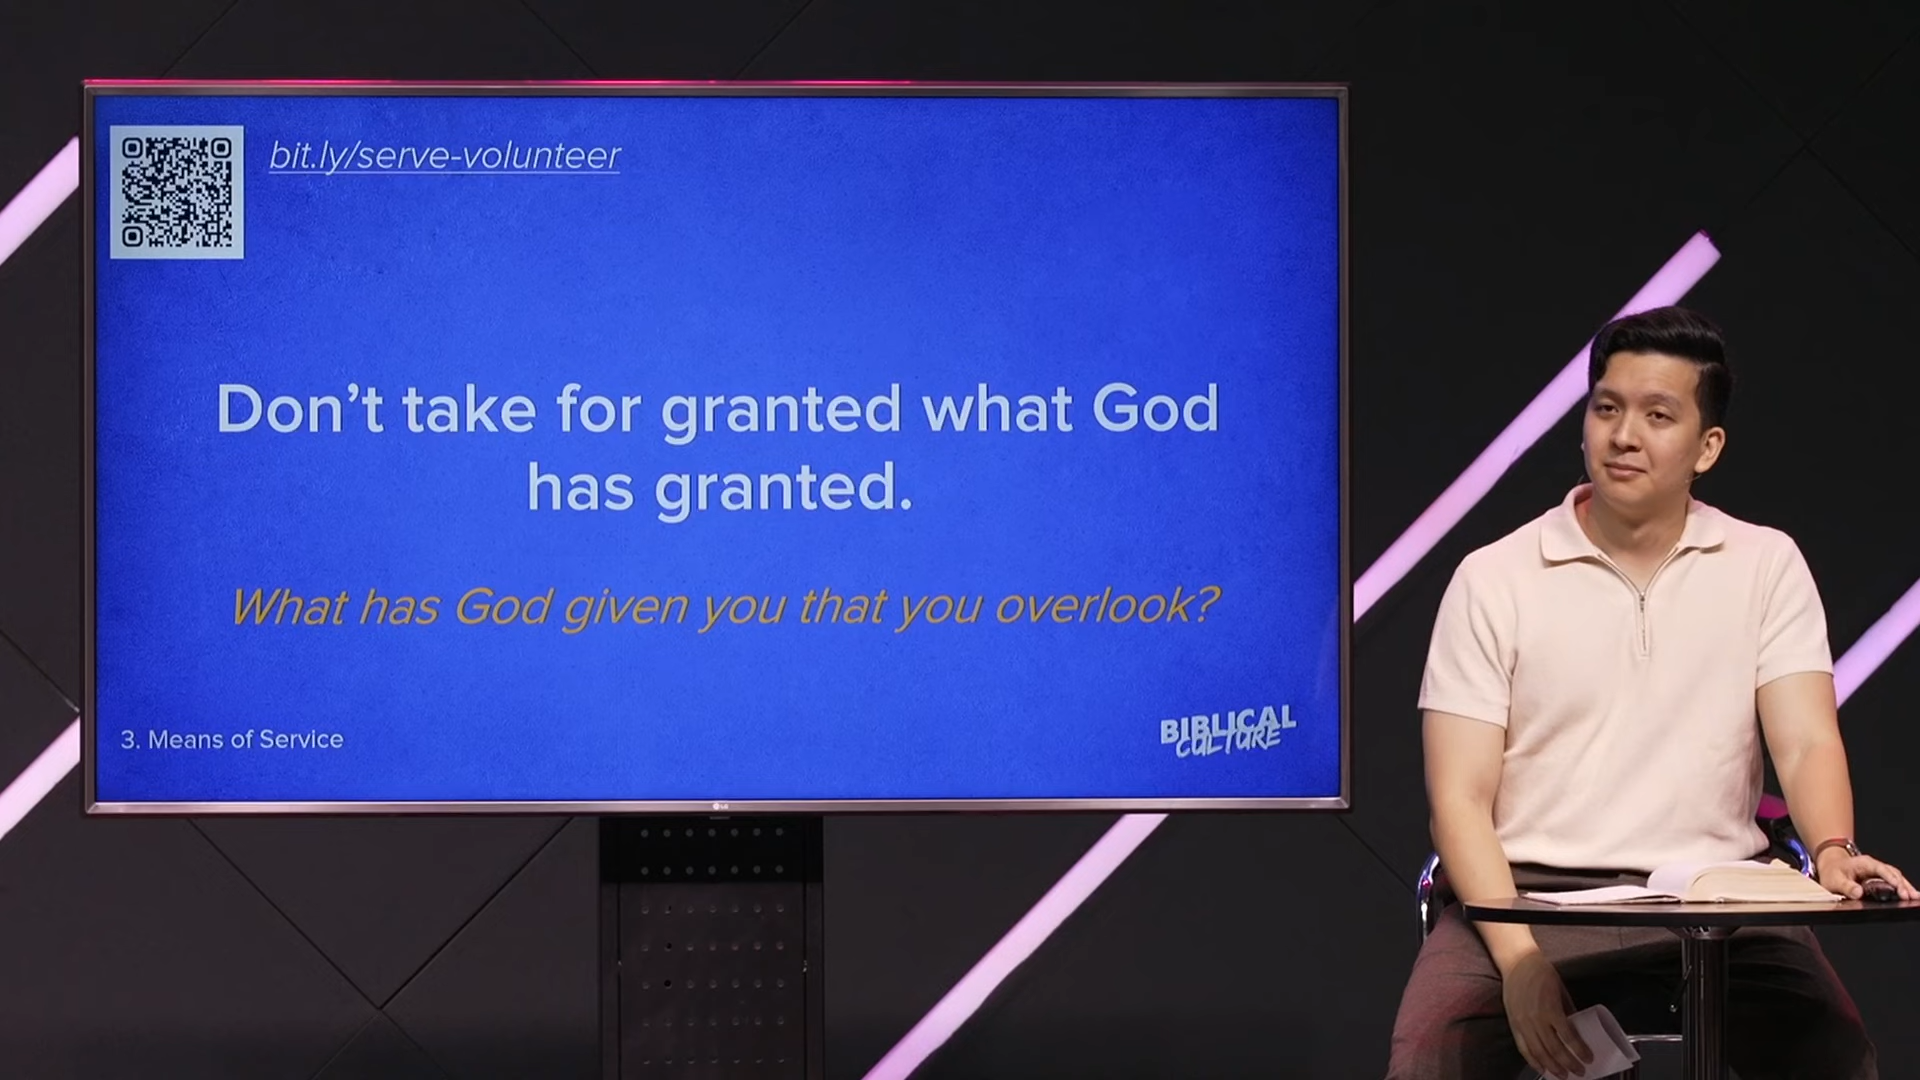 bit.ly/serve-volunteer
Don’t take for granted what God
has granted.
What has God given you that you overlook?
3. Means of Service
BIBLICAL
CULTURE
LG